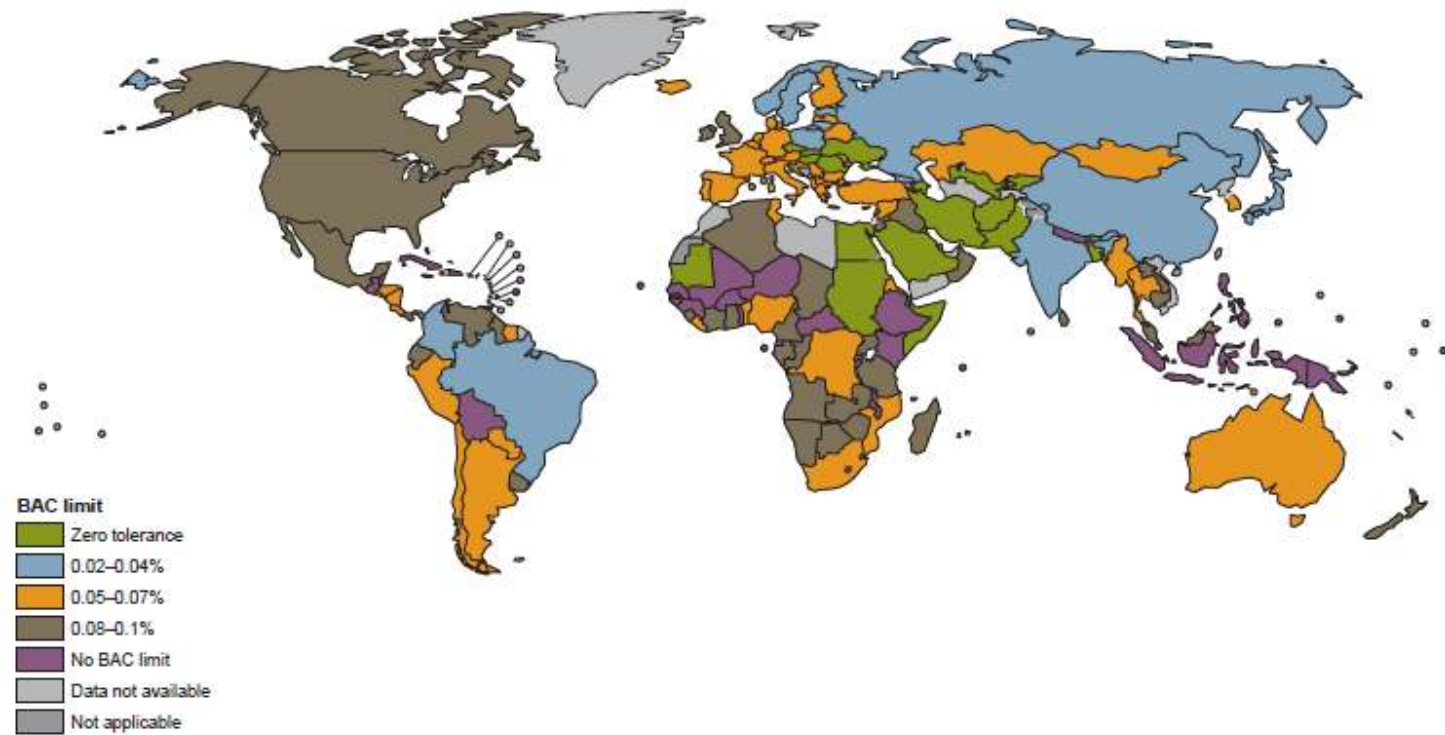 BAC limit
Zero tolerance
0.02–0.04%
0.05–0.07%
0.08–0.1%
No BAC limit
Data not available
Not applicable